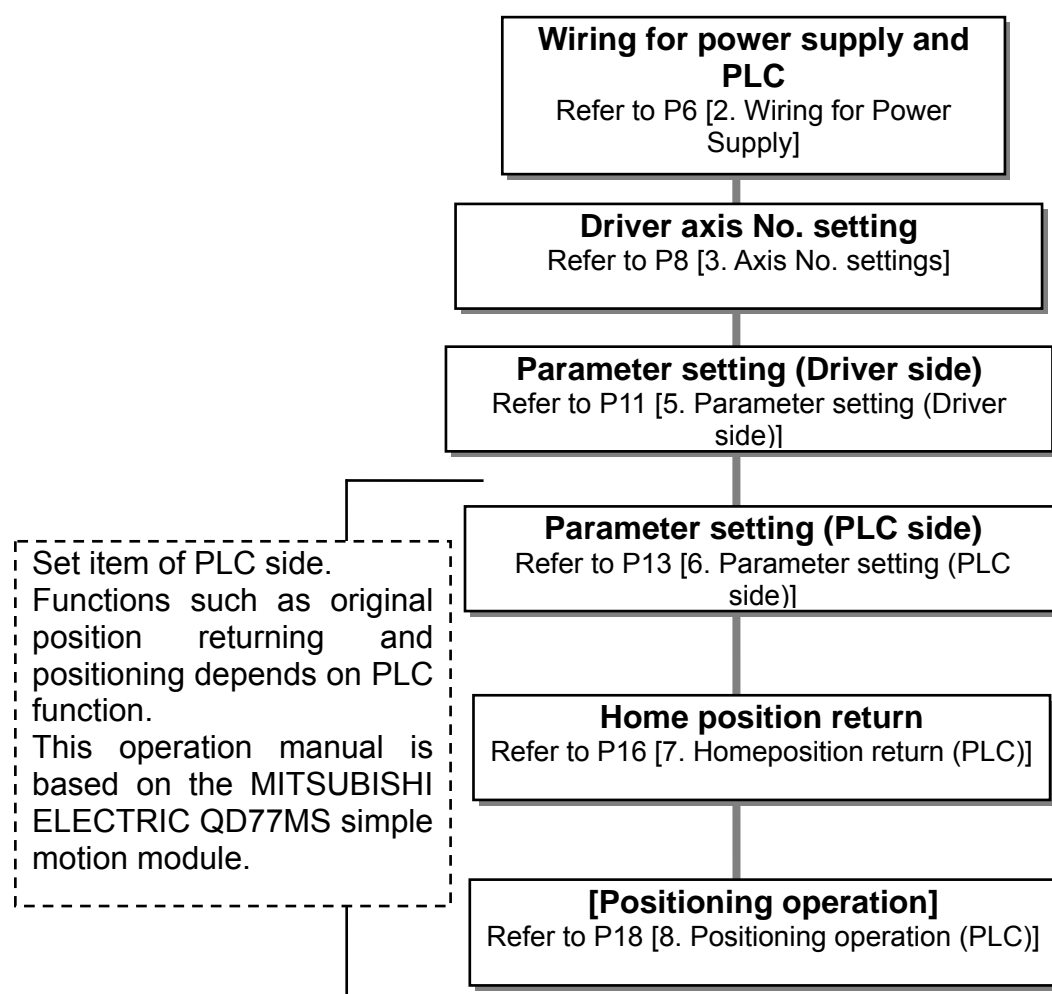 Wiring for power supply and
PLC
Refer to P6 [2. Wiring for Power
Supply]
Driver axis No. setting
Refer to P8 [3. Axis No. settings]
Parameter setting (Driver side)
Refer to P11 [5. Parameter setting (Driver
side)]
Parameter setting (PLC side)
Refer to P13 [6. Parameter setting (PLC
side)]
Set item of PLC side.
Functions such as original
position returning and
positioning depends on PLC
function.
This operation manual is
based on the MITSUBISHI
ELECTRIC QD77MS simple
motion module.
Home position return
Refer to P16 [7. Homeposition return (PLC)]
[Positioning operation]
Refer to P18 [8. Positioning operation (PLC)]